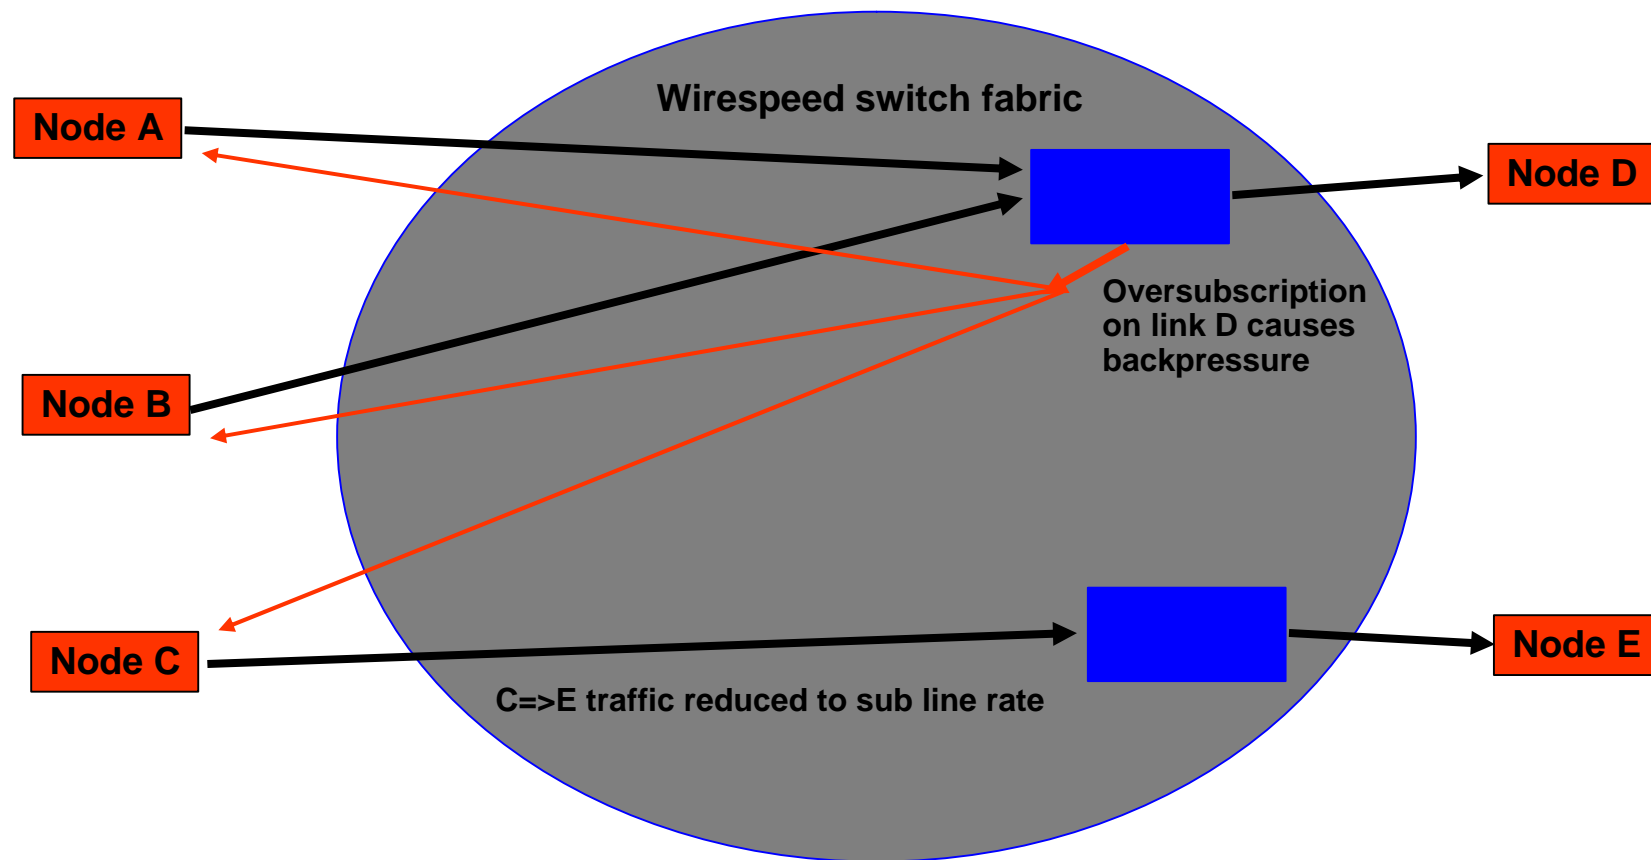 Wirespeed switch fabric
Node A
Node D
Oversubscription
on link D causes
backpressure
Node B
Node C
Node E
C=>E traffic reduced to sub line rate